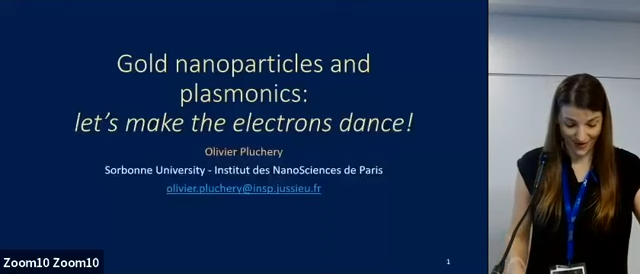 Gold nanoparticles and
plasmonics:
let's make the electrons dance!
Olivier Pluchery
Sorbonne University - Institut des NanoSciences de Paris
olivier.pluchery@insp.jussieu.fr
1
Zoom10 Zoom10